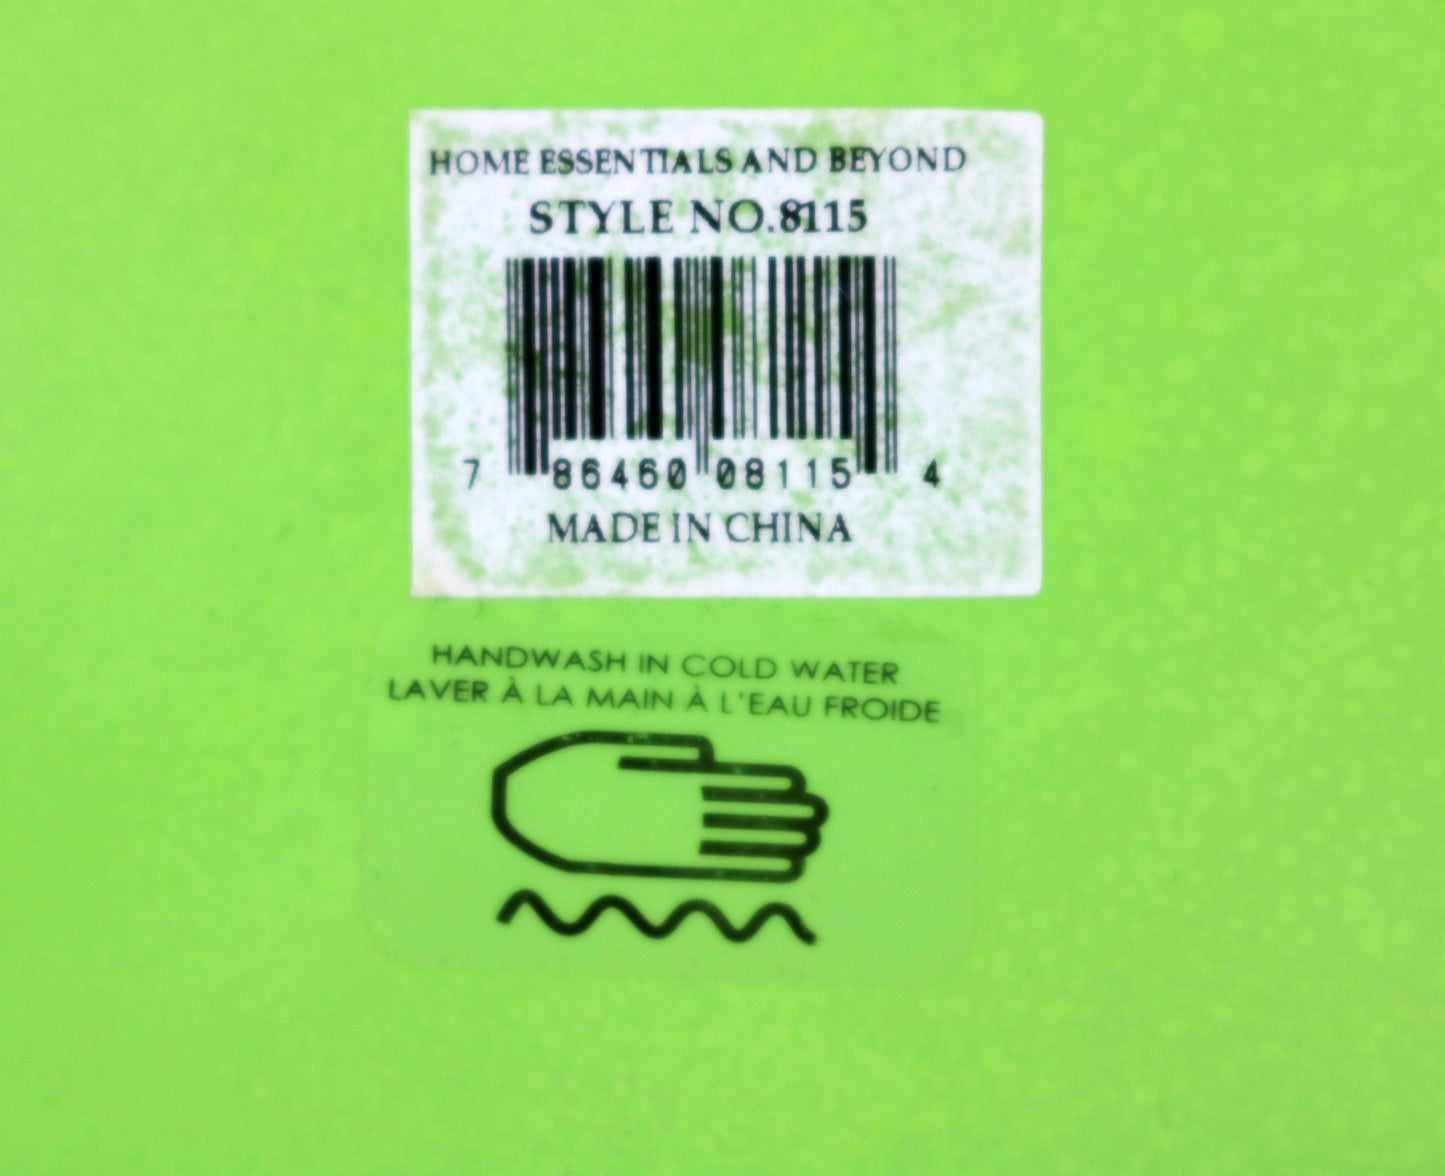 HOME ESSENTIALS AND BEYOND
STYLE NO.8115
7 86460 08115 4
MADE IN CHINA
HANDWASH IN COLD WATER
LAVER À LA MAIN À L'EAU FROIDE